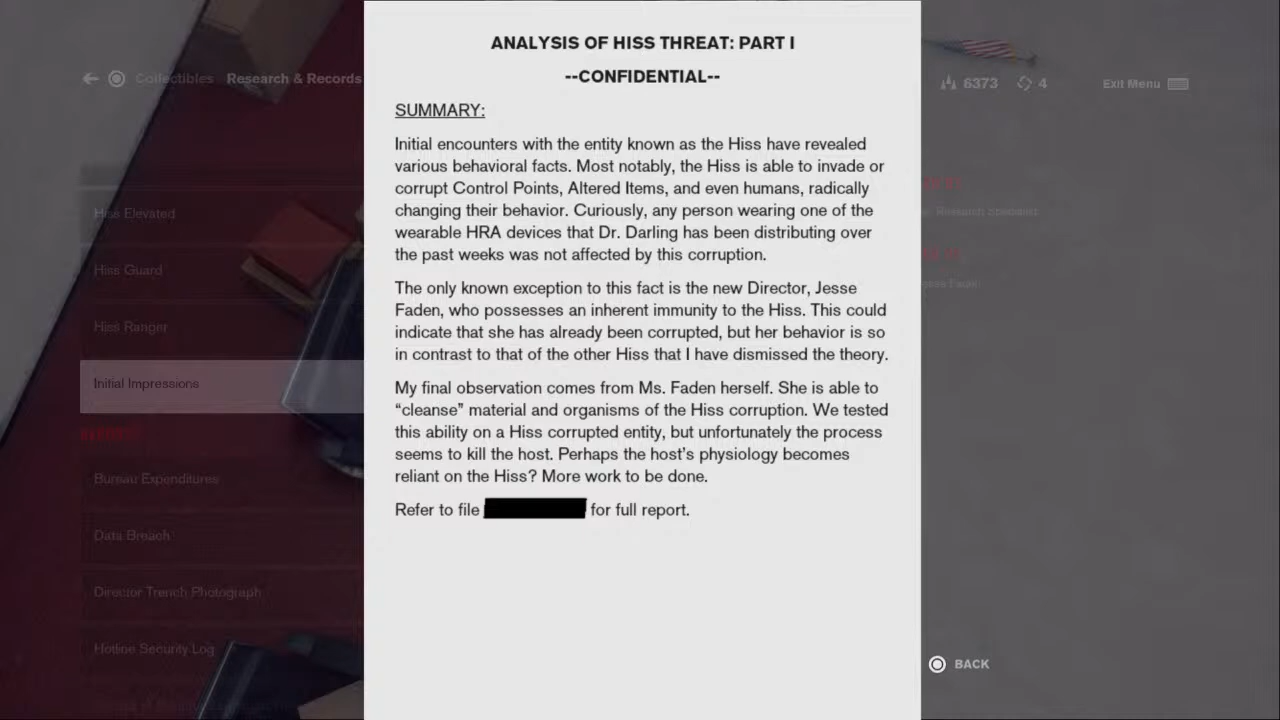 ANALYSIS OF HISS THREAT: PART I
--CONFIDENTIAL--
SUMMARY:
Initial encounters with the entity known as the Hiss have revealed
various behavioral facts. Most notably, the Hiss is able to invade or
corrupt Control Points, Altered Items, and even humans, radically
changing their behavior. Curiously, any person wearing one of the
wearable HRA devices that Dr. Darling has been distributing over
the past weeks was not affected by this corruption.
The only known exception to this fact is the new Director, Jesse
Faden, who possesses an inherent immunity to the Hiss. This could
indicate that she has already been corrupted, but her behavior is so
in contrast to that of the other Hiss that I have dismissed the theory.
My final observation comes from Ms. Faden herself. She is able to
“cleanse” material and organisms of the Hiss corruption. We tested
this ability on a Hiss corrupted entity, but unfortunately the process
seems to kill the host. Perhaps the host's physiology becomes
reliant on the Hiss? More work to be done.
Refer to file for full report.
Collectibles Research & Records
6373 4 Exit Menu
Hiss Elevated
Hiss Guard
Hiss Ranger
Initial Impressions
Bureau Expenditures
Data Breach
Director Trench Photograph
Hotline Security Log
Research Specialist
BACK